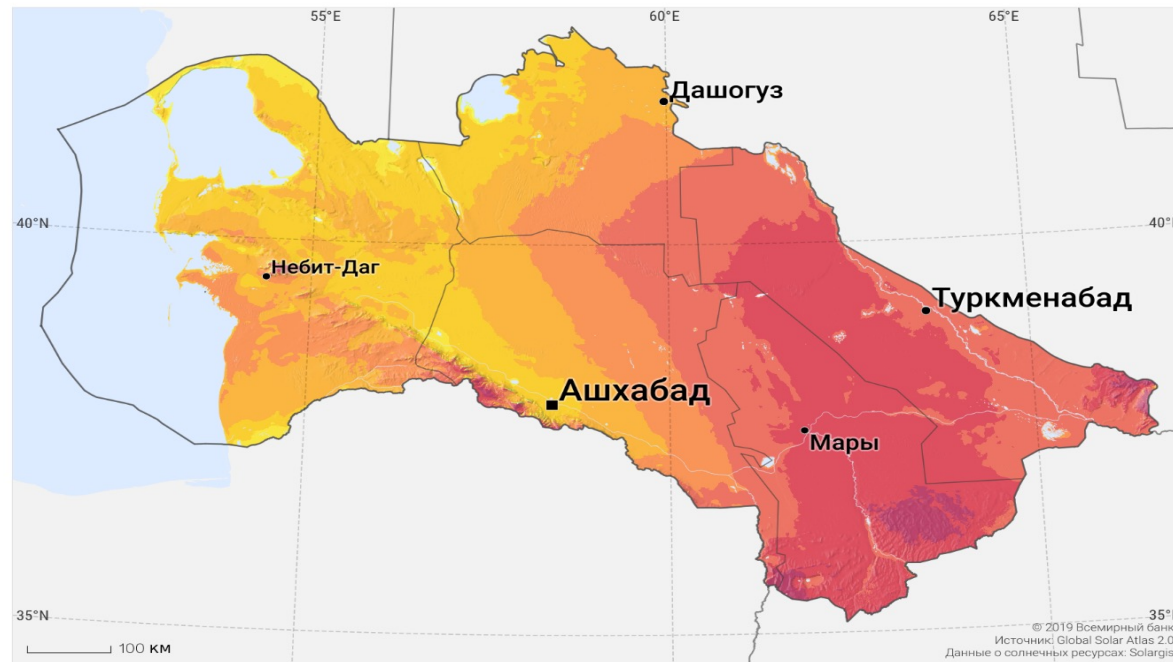 55°E
60°E
65°E
Дашогуз
40°N
40°N
Небит-Даг
Туркменабад
Ашхабад
Мары
35°N
35°N
100 км
© 2019 Всемирный банк
Источник: Global Solar Atlas 2.0
Данные о солнечных ресурсах: Solargis